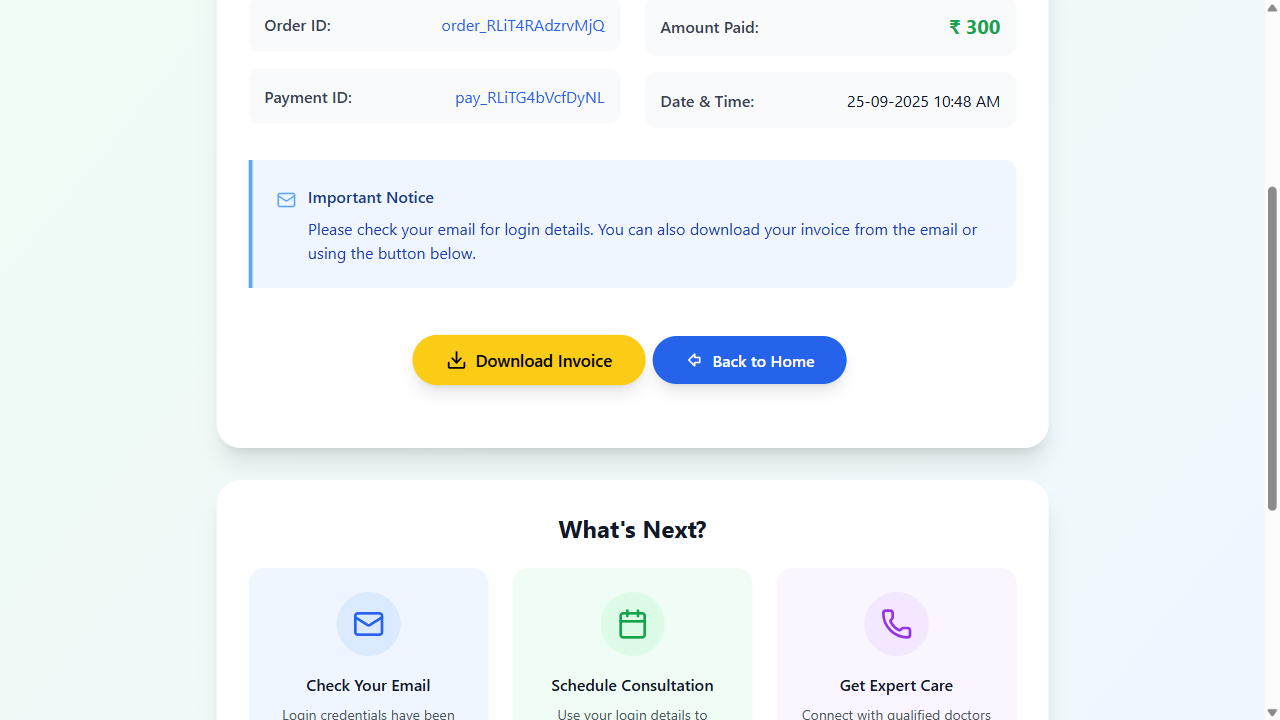 Order ID: order_RLiT4RAdzrvMjQ
Amount Paid: ₹ 300
Payment ID: pay_RLiTG4bVcfDyNL
Date & Time: 25-09-2025 10:48 AM
Important Notice
Please check your email for login details. You can also download your invoice from the email or
using the button below.
Download Invoice
Back to Home
What's Next?
Check Your Email
Login credentials have been
Schedule Consultation
Use your login details to
Get Expert Care
Connect with qualified doctors